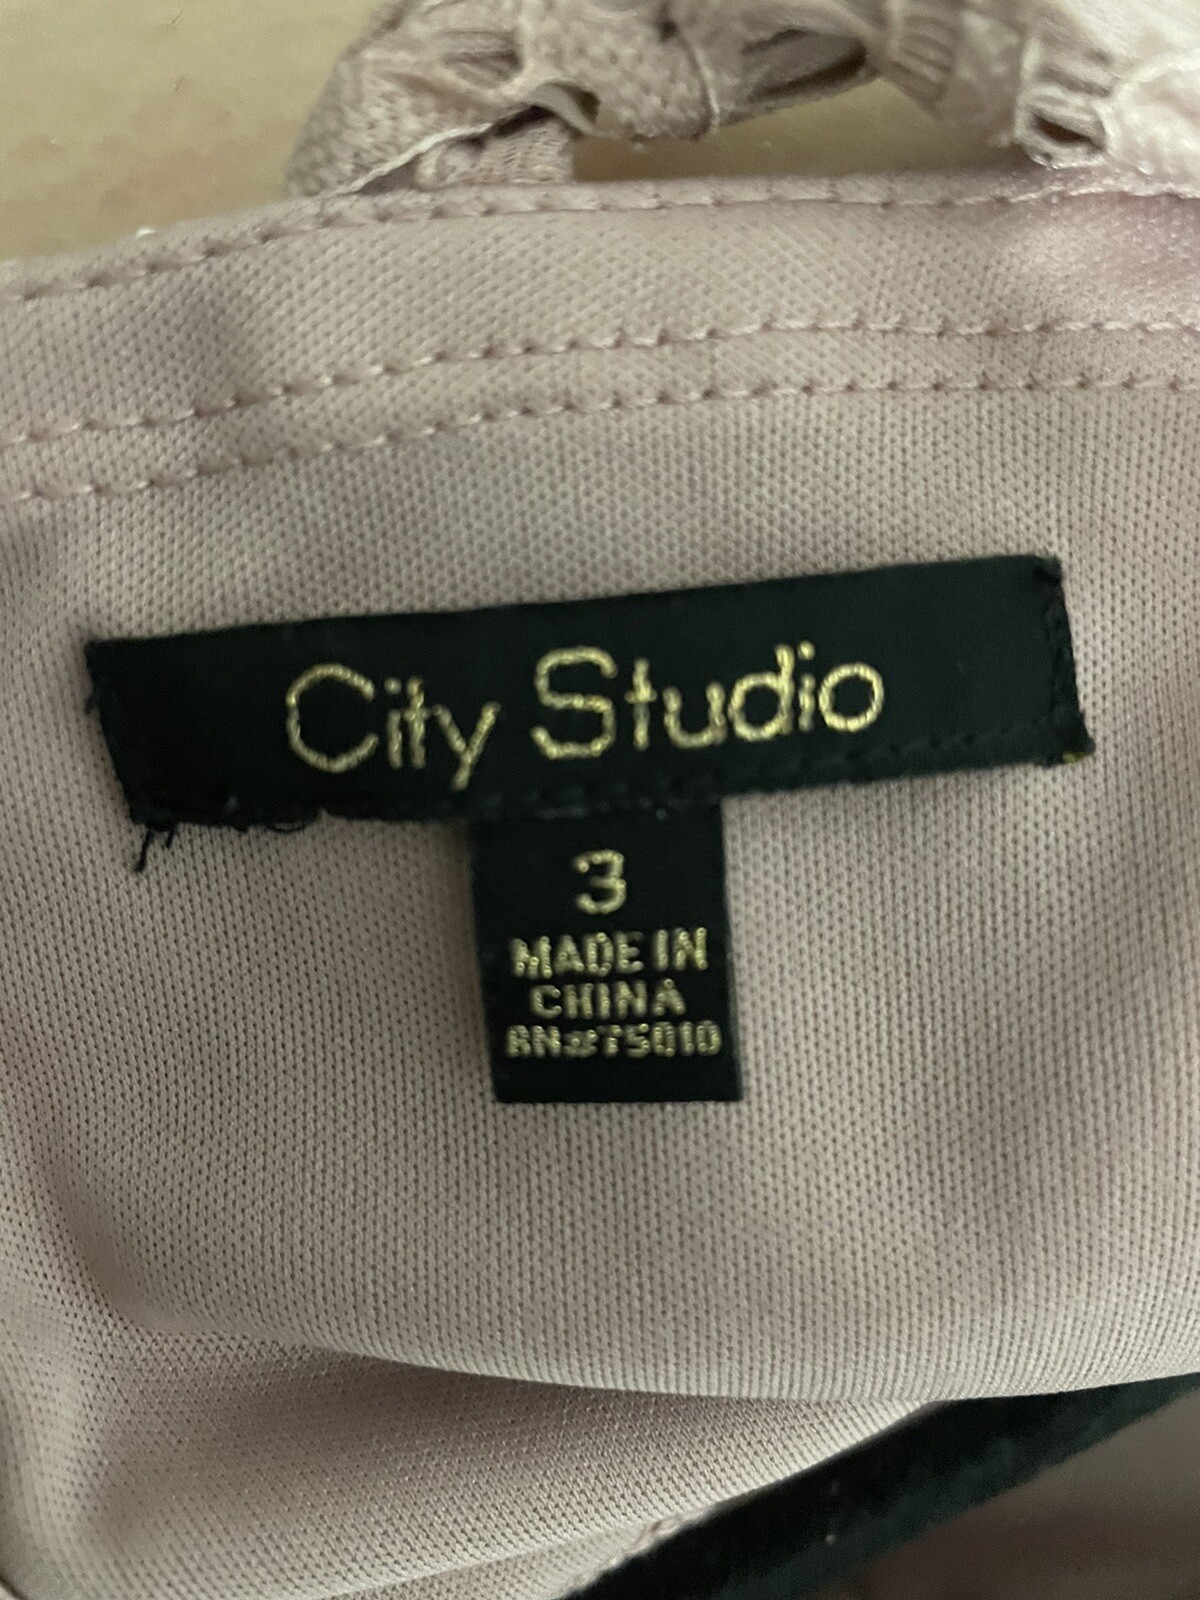 City Studio
3
MADE IN
CHINA
RN#75010